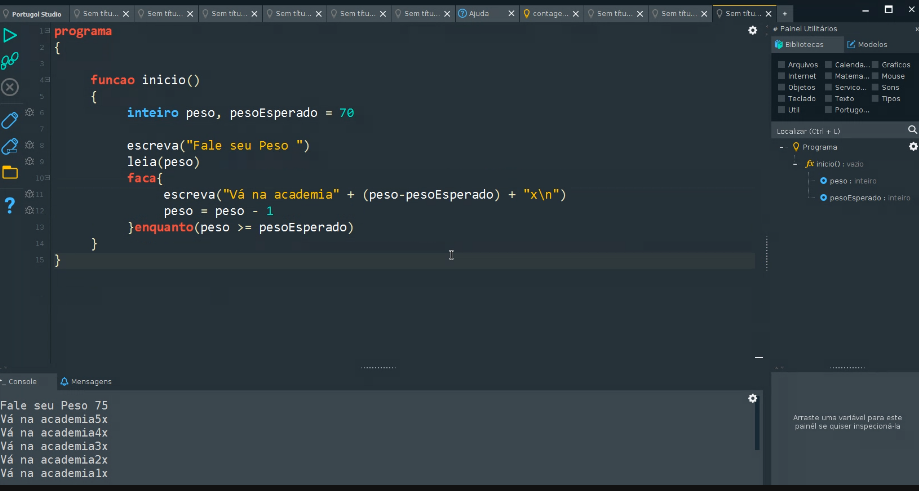 Portugol Studio Sem títu... Sem títu... Sem títu... Sem títu... Sem títu... Sem títu... Ajuda contage... Sem títu... Sem títu... Sem títu...
1 programa
2 {
3
4 funcao inicio()
5 {
6 inteiro peso, pesoEsperado = 70
7
8 escreva("Fale seu Peso ")
9 leia(peso)
10 faca{
11 escreva("Vá na academia" + (peso-pesoEsperado) + "x\n")
12 peso = peso - 1
13 }enquanto(peso >= pesoEsperado)
14 }
15 }
Console Mensagens
Fale seu Peso 75
Vá na academia5x
Vá na academia4x
Vá na academia3x
Vá na academia2x
Vá na academia1x
Painel Utilitários
Bibliotecas Modelos
Arquivos Calenda... Graficos
Internet Matema... Mouse
Objetos Servico... Sons
Teclado Texto Tipos
Util Portugo...
Localizar (Ctrl + L)
Programa
fx inicio() : vazio
peso : inteiro
pesoEsperado : inteiro
Arraste uma variável para este
painél se quiser inspecioná-la